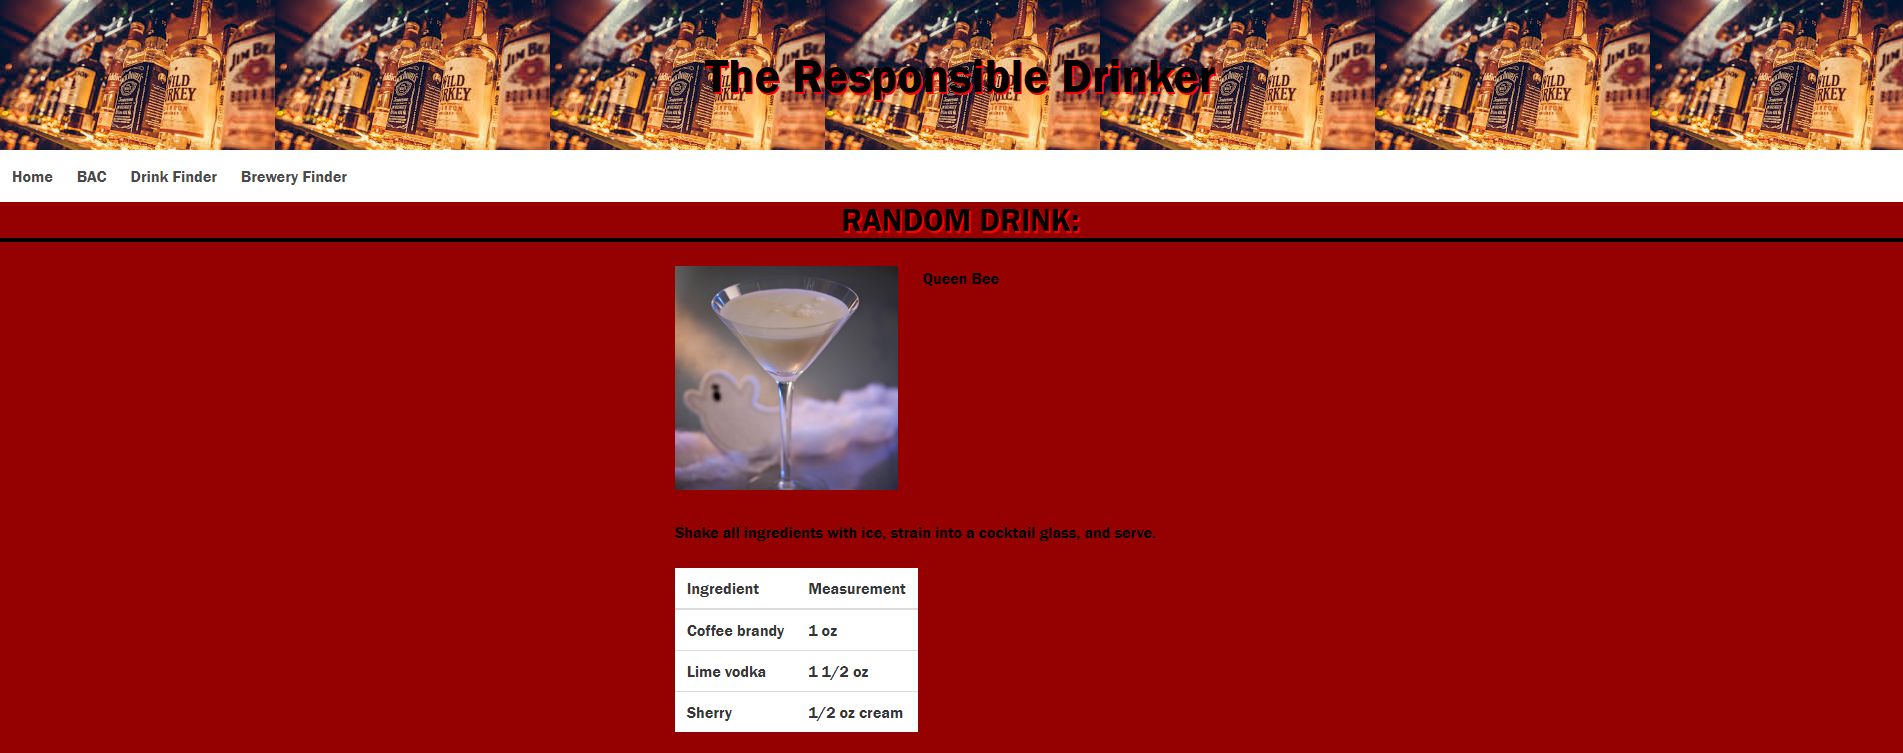 The Responsible Drinker
Home BAC Drink Finder Brewery Finder
RANDOM DRINK:
Queen Bee
Shake all ingredients with ice, strain into a cocktail glass, and serve.
Ingredient Measurement
Coffee brandy 1 oz
Lime vodka 1 1/2 oz
Sherry 1/2 oz cream